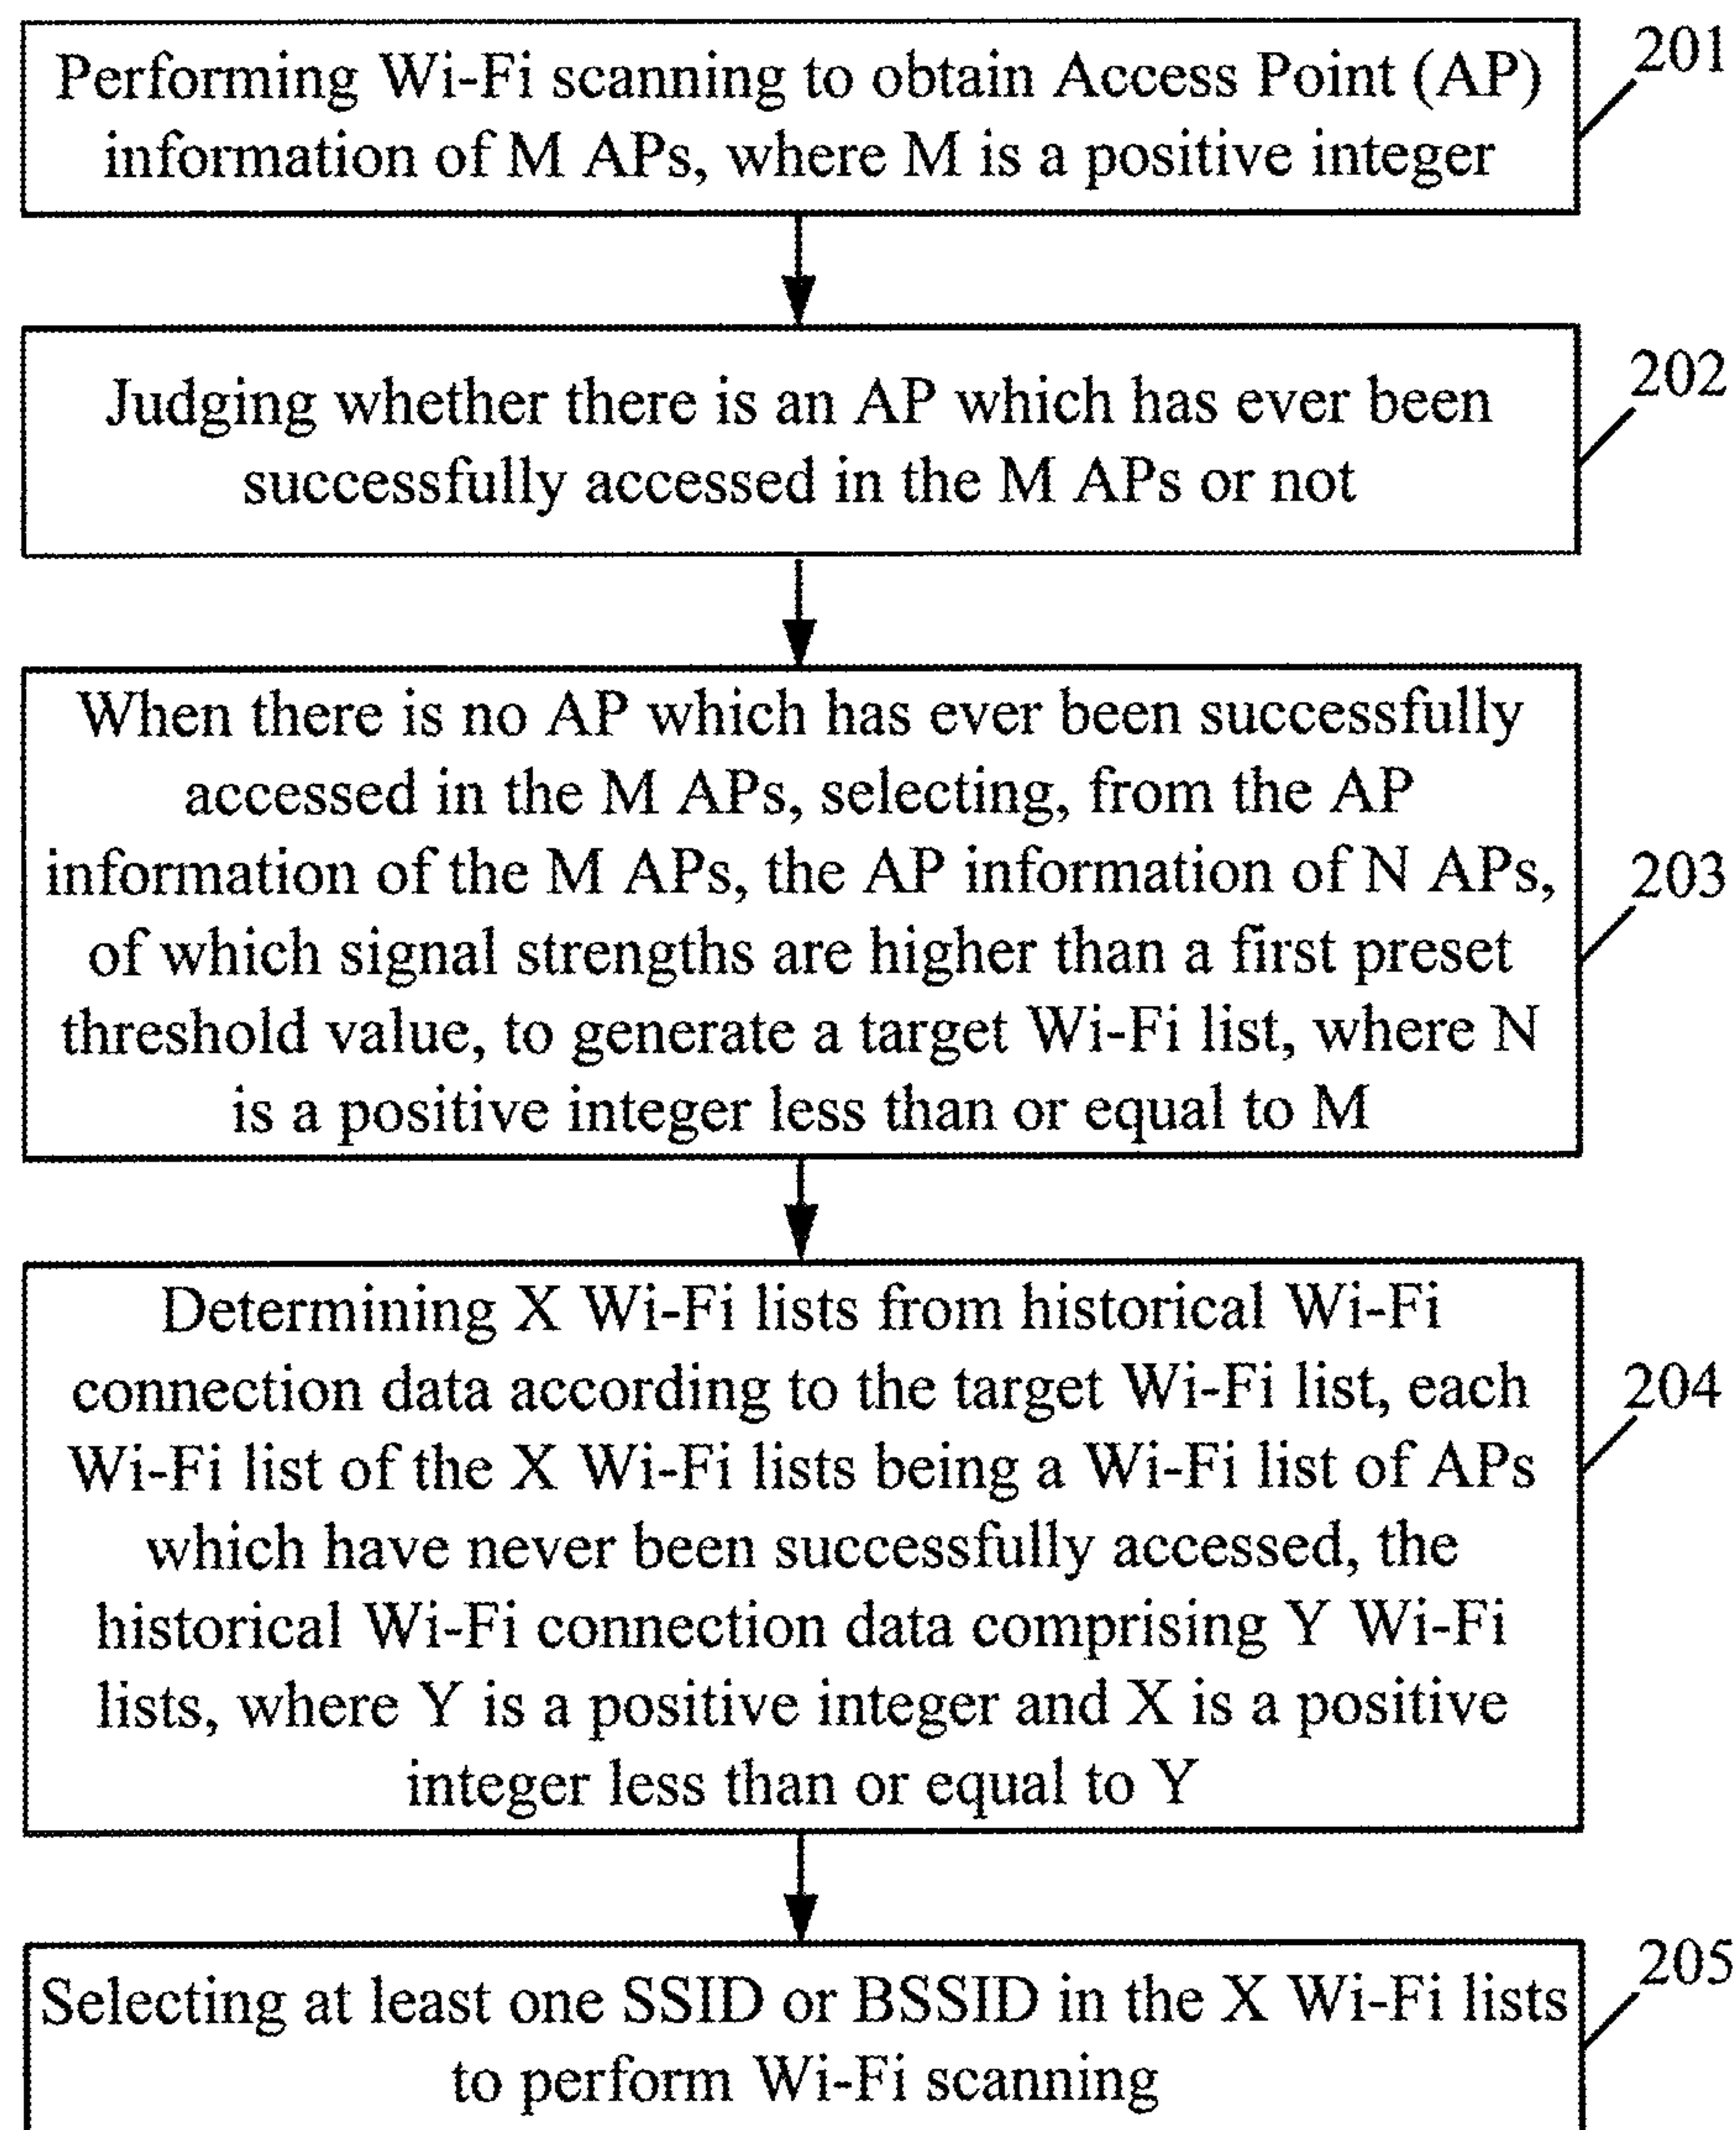 Performing Wi-Fi scanning to obtain Access Point (AP)
information of M APs, where M is a positive integer
201
Judging whether there is an AP which has ever been
successfully accessed in the M APs or not
202
When there is no AP which has ever been successfully
accessed in the M APs, selecting, from the AP
information of the M APs, the AP information of N APs,
of which signal strengths are higher than a first preset
threshold value, to generate a target Wi-Fi list, where N
is a positive integer less than or equal to M
203
Determining X Wi-Fi lists from historical Wi-Fi
connection data according to the target Wi-Fi list, each
Wi-Fi list of the X Wi-Fi lists being a Wi-Fi list of APs
which have never been successfully accessed, the
historical Wi-Fi connection data comprising Y Wi-Fi
lists, where Y is a positive integer and X is a positive
integer less than or equal to Y
204
Selecting at least one SSID or BSSID in the X Wi-Fi lists
to perform Wi-Fi scanning
205